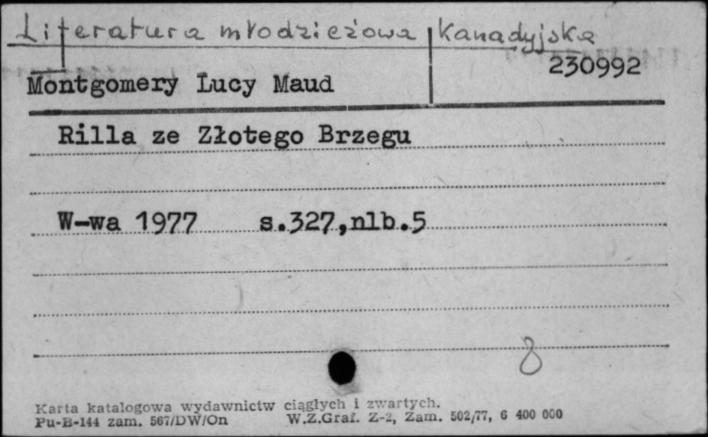 Literatura młodzieżowa kanadyjska
230992
Montgomery Łucy Maud
Rilla ze Złotego Brzegu
W-wa 1977 s.327,nlb.5
8
Karta katalogowa wydawnictw ciągłych i zwartych.
Pu-B-144 zam. 567/DW/On W.Z.Graf. Z-2, Zam. 502/77, 6 400 000